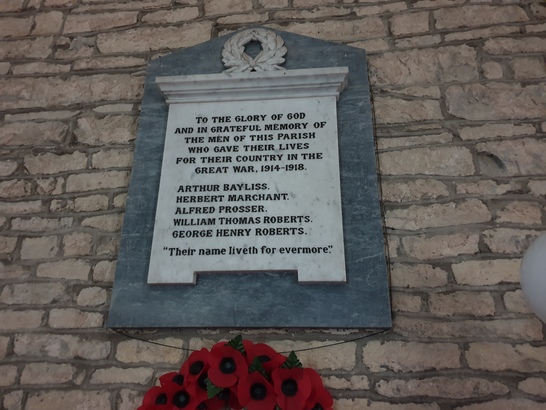 TO THE GLORY OF GOD
AND IN GRATEFUL MEMORY OF
THE MEN OF THIS PARISH
WHO GAVE THEIR LIVES
FOR THEIR COUNTRY IN THE
GREAT WAR, 1914-1918.
ARTHUR BAYLISS.
HERBERT MARCHANT.
ALFRED PROSSER.
WILLIAM THOMAS ROBERTS.
GEORGE HENRY ROBERTS.
"Their name liveth for evermore."